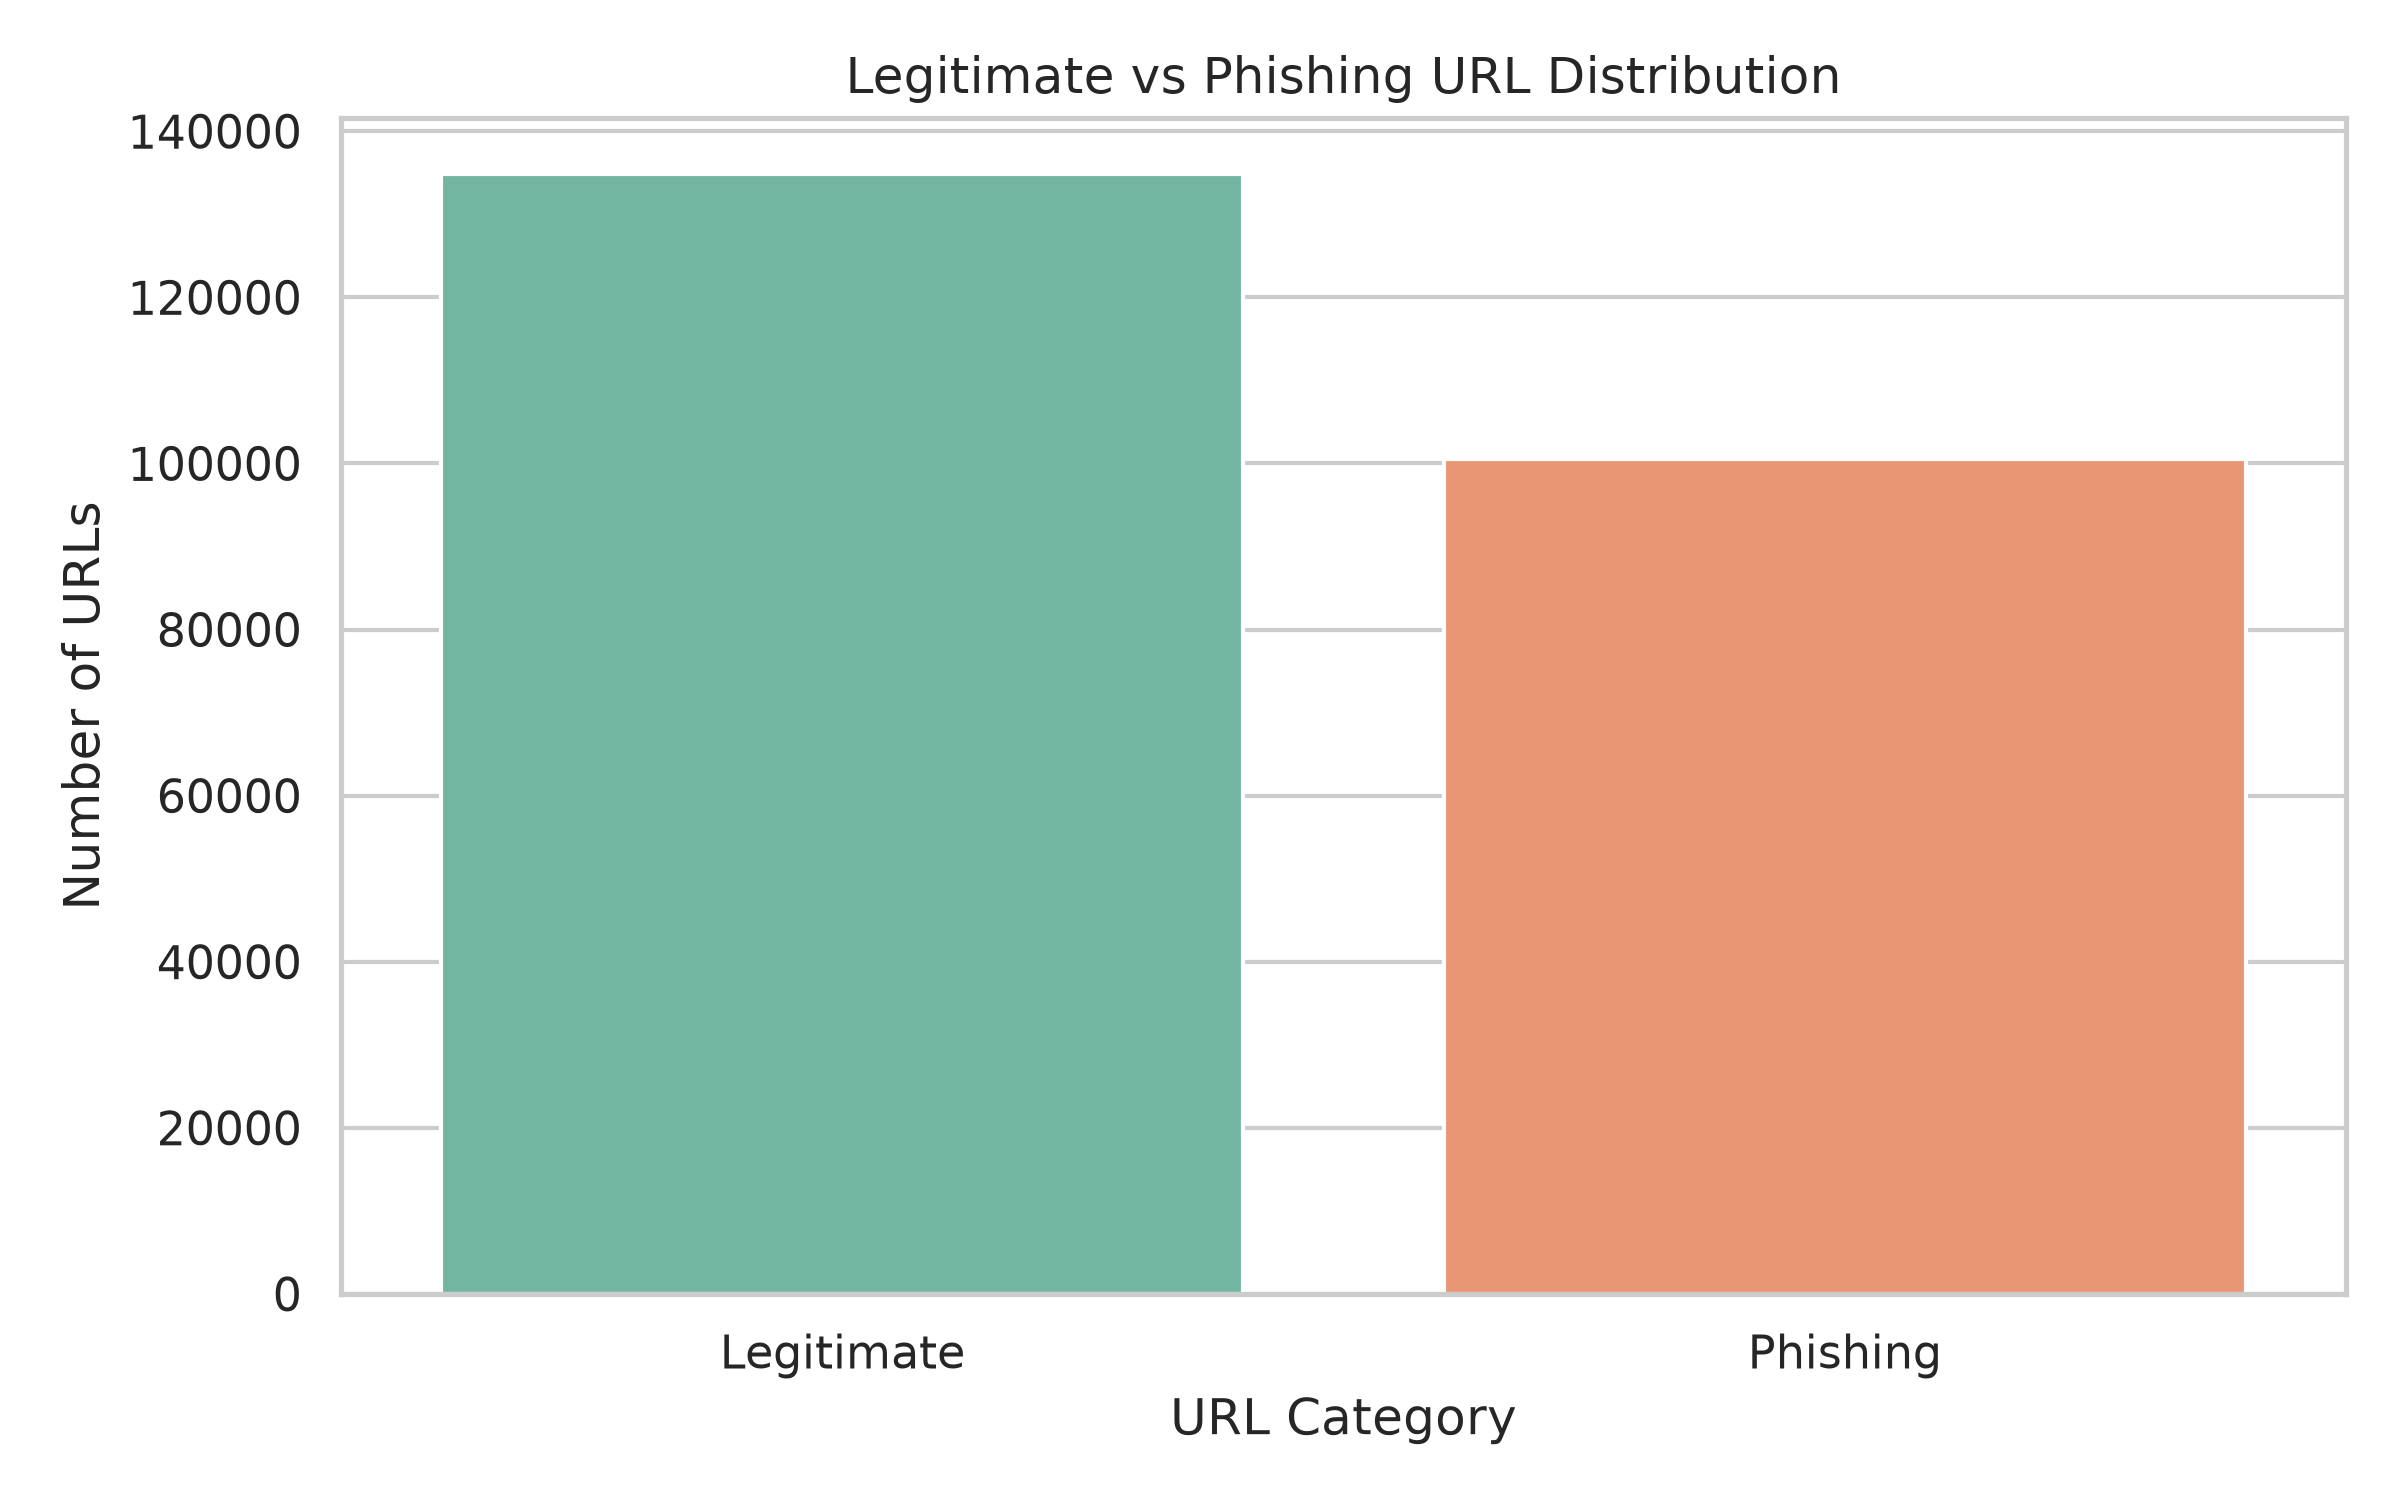 Legitimate vs Phishing URL Distribution
140000
120000
100000
80000
60000
40000
20000
0
Number of URLs
Legitimate
Phishing
URL Category